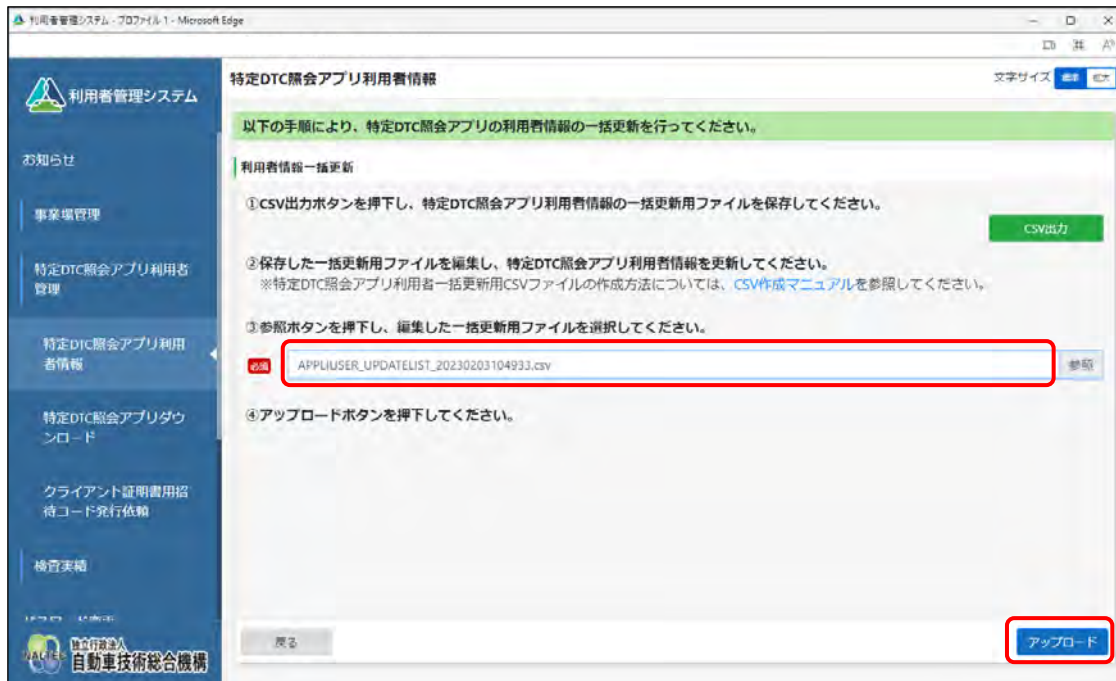 利用者管理システム - プロファイル 1 - Microsoft Edge
利用者管理システム
お知らせ
事業場管理
特定DTC照会アプリ利用者
管理
特定DTC照会アプリ利用
者情報
特定DTC照会アプリダウ
ンロード
クライアント証明書用招
待コード発行依頼
検査実績
独立行政法人
自動車技術総合機構
特定DTC照会アプリ利用者情報
文字サイズ 標準 拡大
以下の手順により、特定DTC照会アプリの利用者情報の一括更新を行ってください。
利用者情報一括更新
①CSV出力ボタンを押下し、特定DTC照会アプリ利用者情報の一括更新用ファイルを保存してください。
CSV出力
②保存した一括更新用ファイルを編集し、特定DTC照会アプリ利用者情報を更新してください。
※特定DTC照会アプリ利用者一括更新用CSVファイルの作成方法については、CSV作成マニュアルを参照してください。
③参照ボタンを押下し、編集した一括更新用ファイルを選択してください。
必須 APPLIUSER_UPDATELIST_20230203104933.csv 参照
④アップロードボタンを押下してください。
戻る アップロード